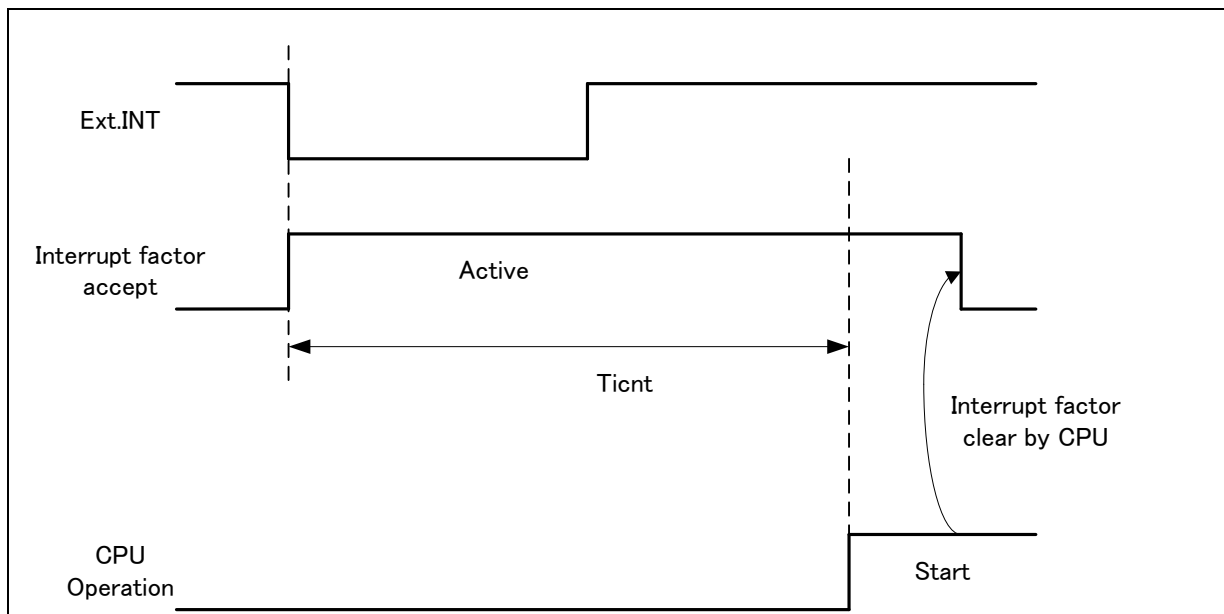 Ext.INT
Interrupt factor
accept
Active
Ticnt
Interrupt factor
clear by CPU
CPU
Operation
Start